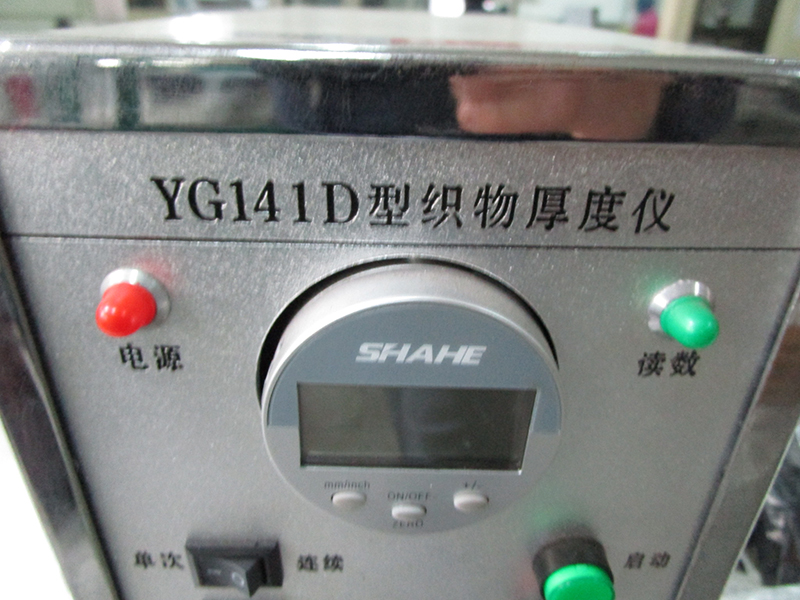 YG141D型织物厚度仪
电源
读数
SHAHE
mm/inch
ON/OFF
+/-
ZERO
单次
连续
启动